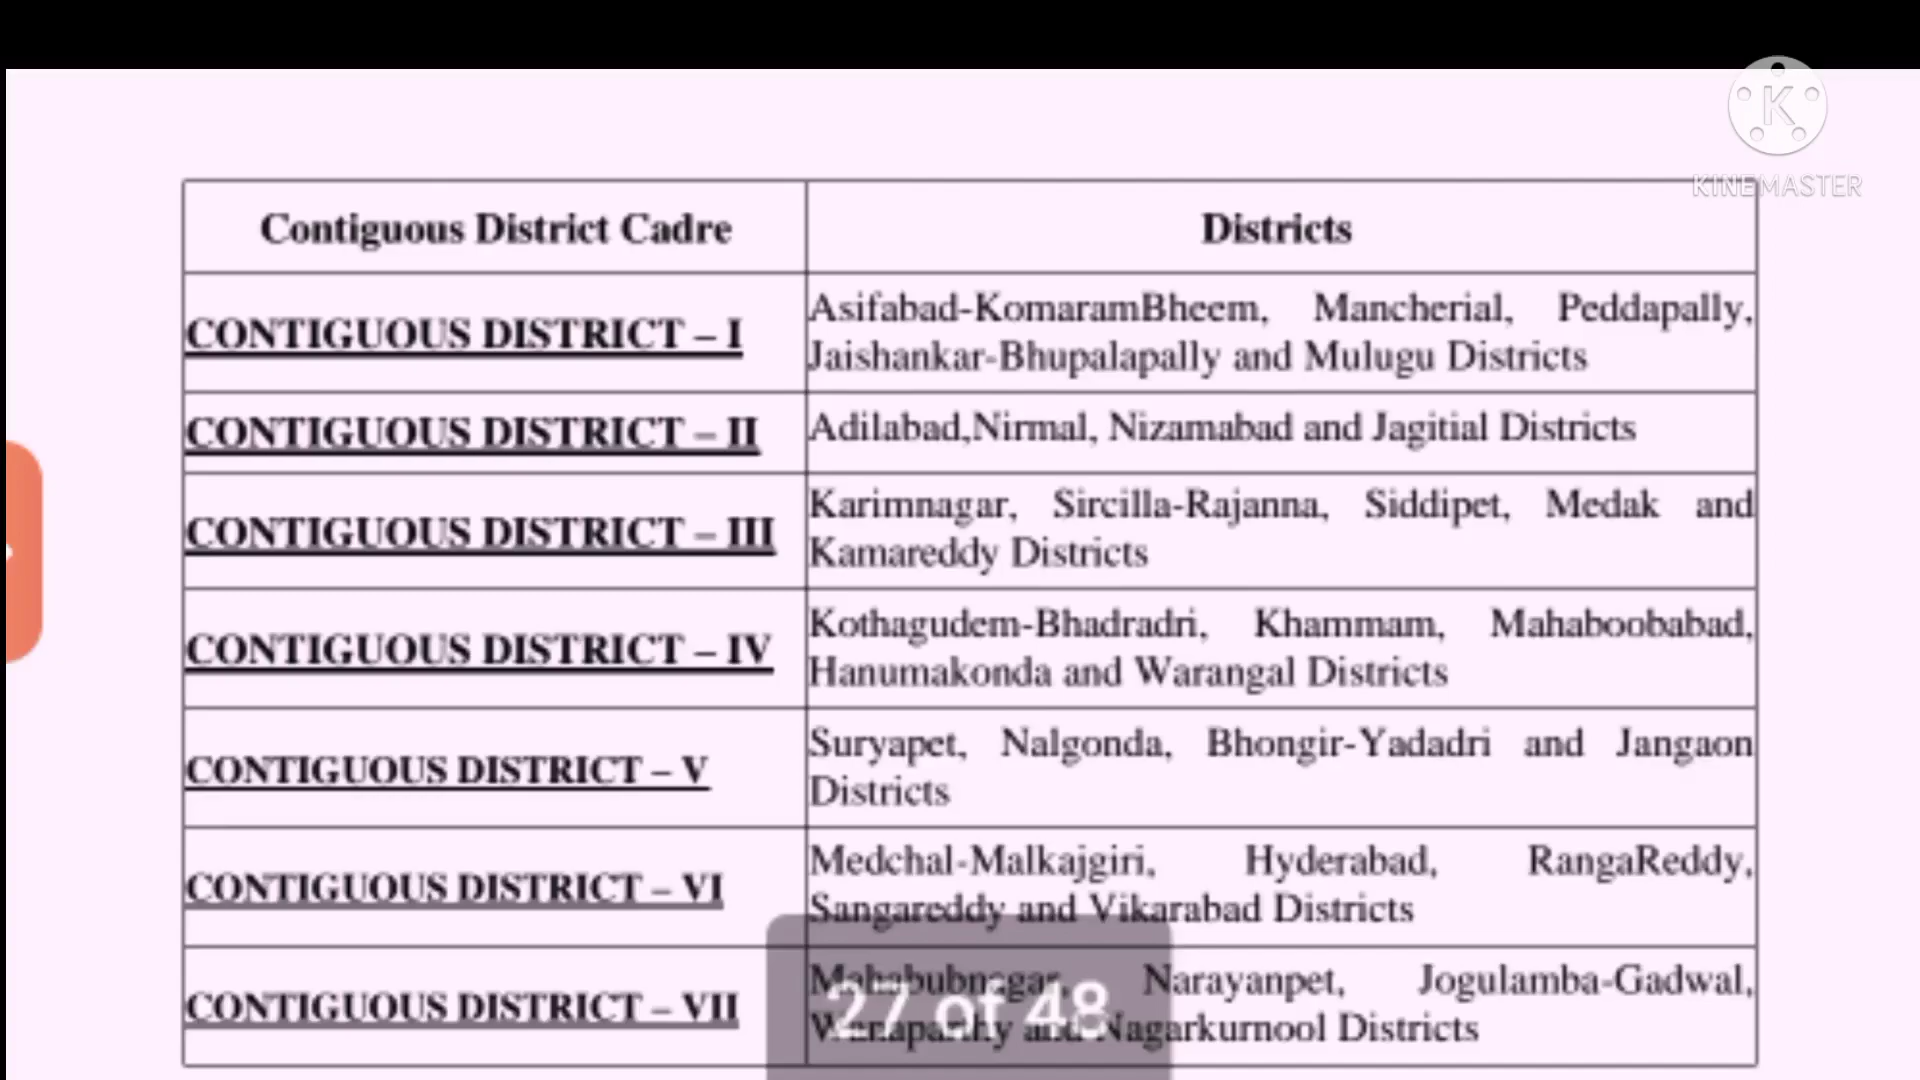 K
KINEMASTER
Contiguous District Cadre
Districts
CONTIGUOUS DISTRICT – I
Asifabad-KomaramBheem, Mancherial, Peddapally,
Jaishankar-Bhupalapally and Mulugu Districts
CONTIGUOUS DISTRICT – II
Adilabad,Nirmal, Nizamabad and Jagitial Districts
CONTIGUOUS DISTRICT – III
Karimnagar, Sircilla-Rajanna, Siddipet, Medak and
Kamareddy Districts
CONTIGUOUS DISTRICT – IV
Kothagudem-Bhadradri, Khammam, Mahaboobabad,
Hanumakonda and Warangal Districts
CONTIGUOUS DISTRICT – V
Suryapet, Nalgonda, Bhongir-Yadadri and Jangaon
Districts
CONTIGUOUS DISTRICT – VI
Medchal-Malkajgiri, Hyderabad, RangaReddy,
Sangareddy and Vikarabad Districts
CONTIGUOUS DISTRICT – VII
Mahabubnagar, Narayanpet, Jogulamba-Gadwal,
Wanaparthy and Nagarkurnool Districts
27 of 48